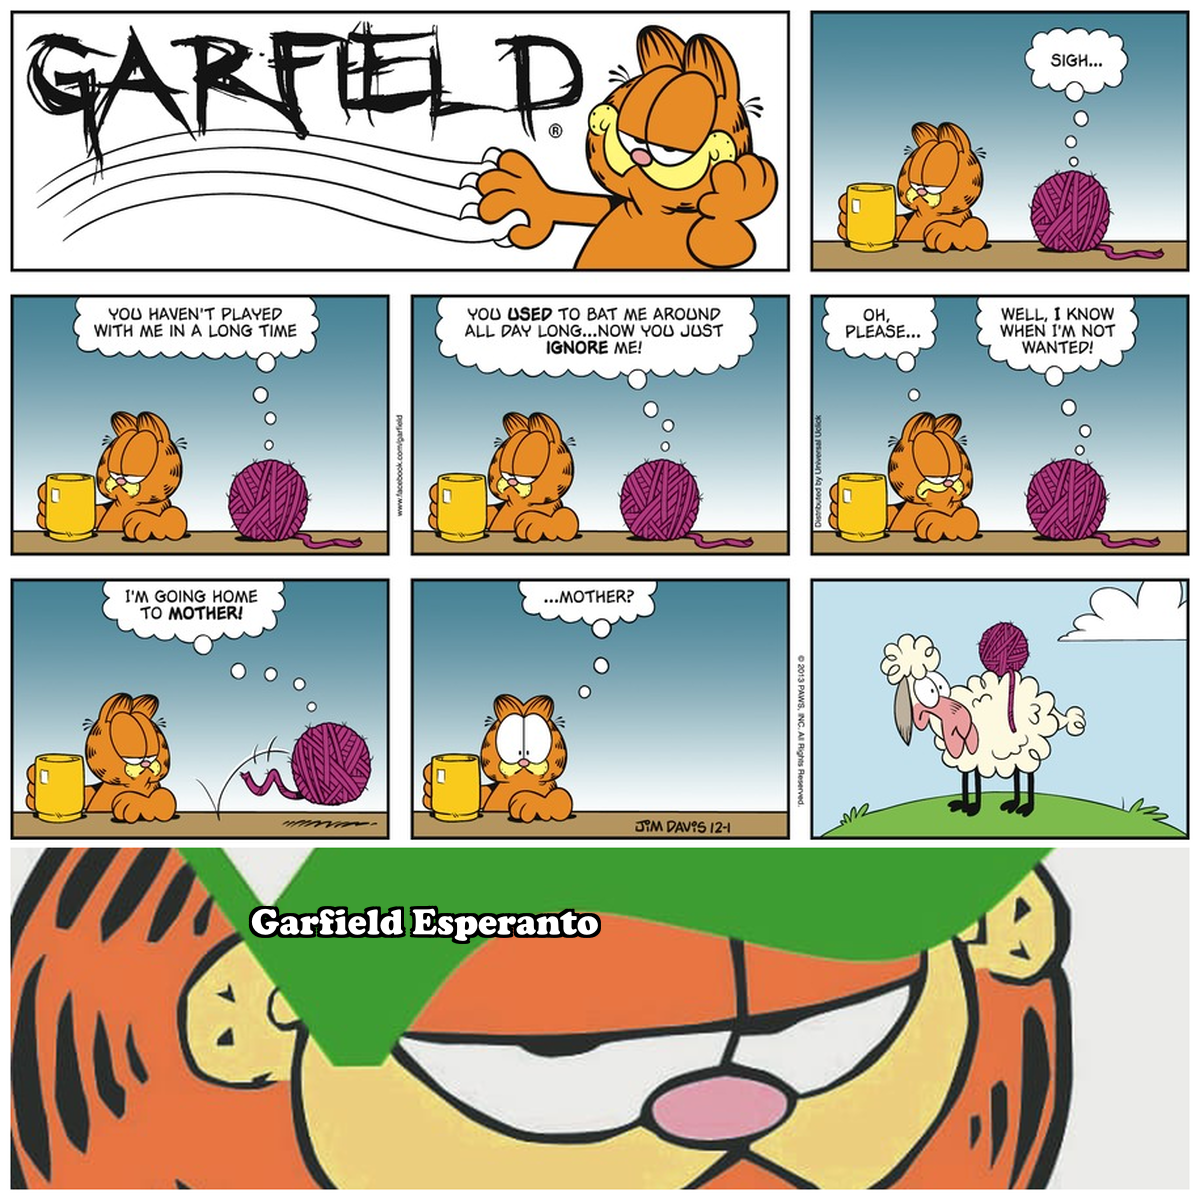 GARFIELD
®
SIGH...
YOU HAVEN'T PLAYED
WITH ME IN A LONG TIME
www.facebook.com/garfield
YOU USED TO BAT ME AROUND
ALL DAY LONG...NOW YOU JUST
IGNORE ME!
Distributed by Universal Uclick
OH,
PLEASE...
WELL, I KNOW
WHEN I'M NOT
WANTED!
I'M GOING HOME
TO MOTHER!
...MOTHER?
JIM DAVIS 12-1
© 2013 PAWS, INC. All Rights Reserved.
Garfield Esperanto